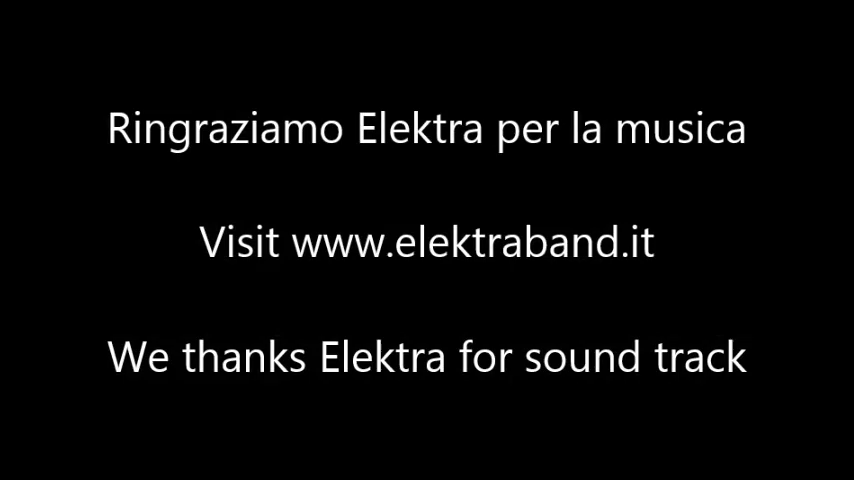 Ringraziamo Elektra per la musica
Visit www.elektraband.it
We thanks Elektra for sound track